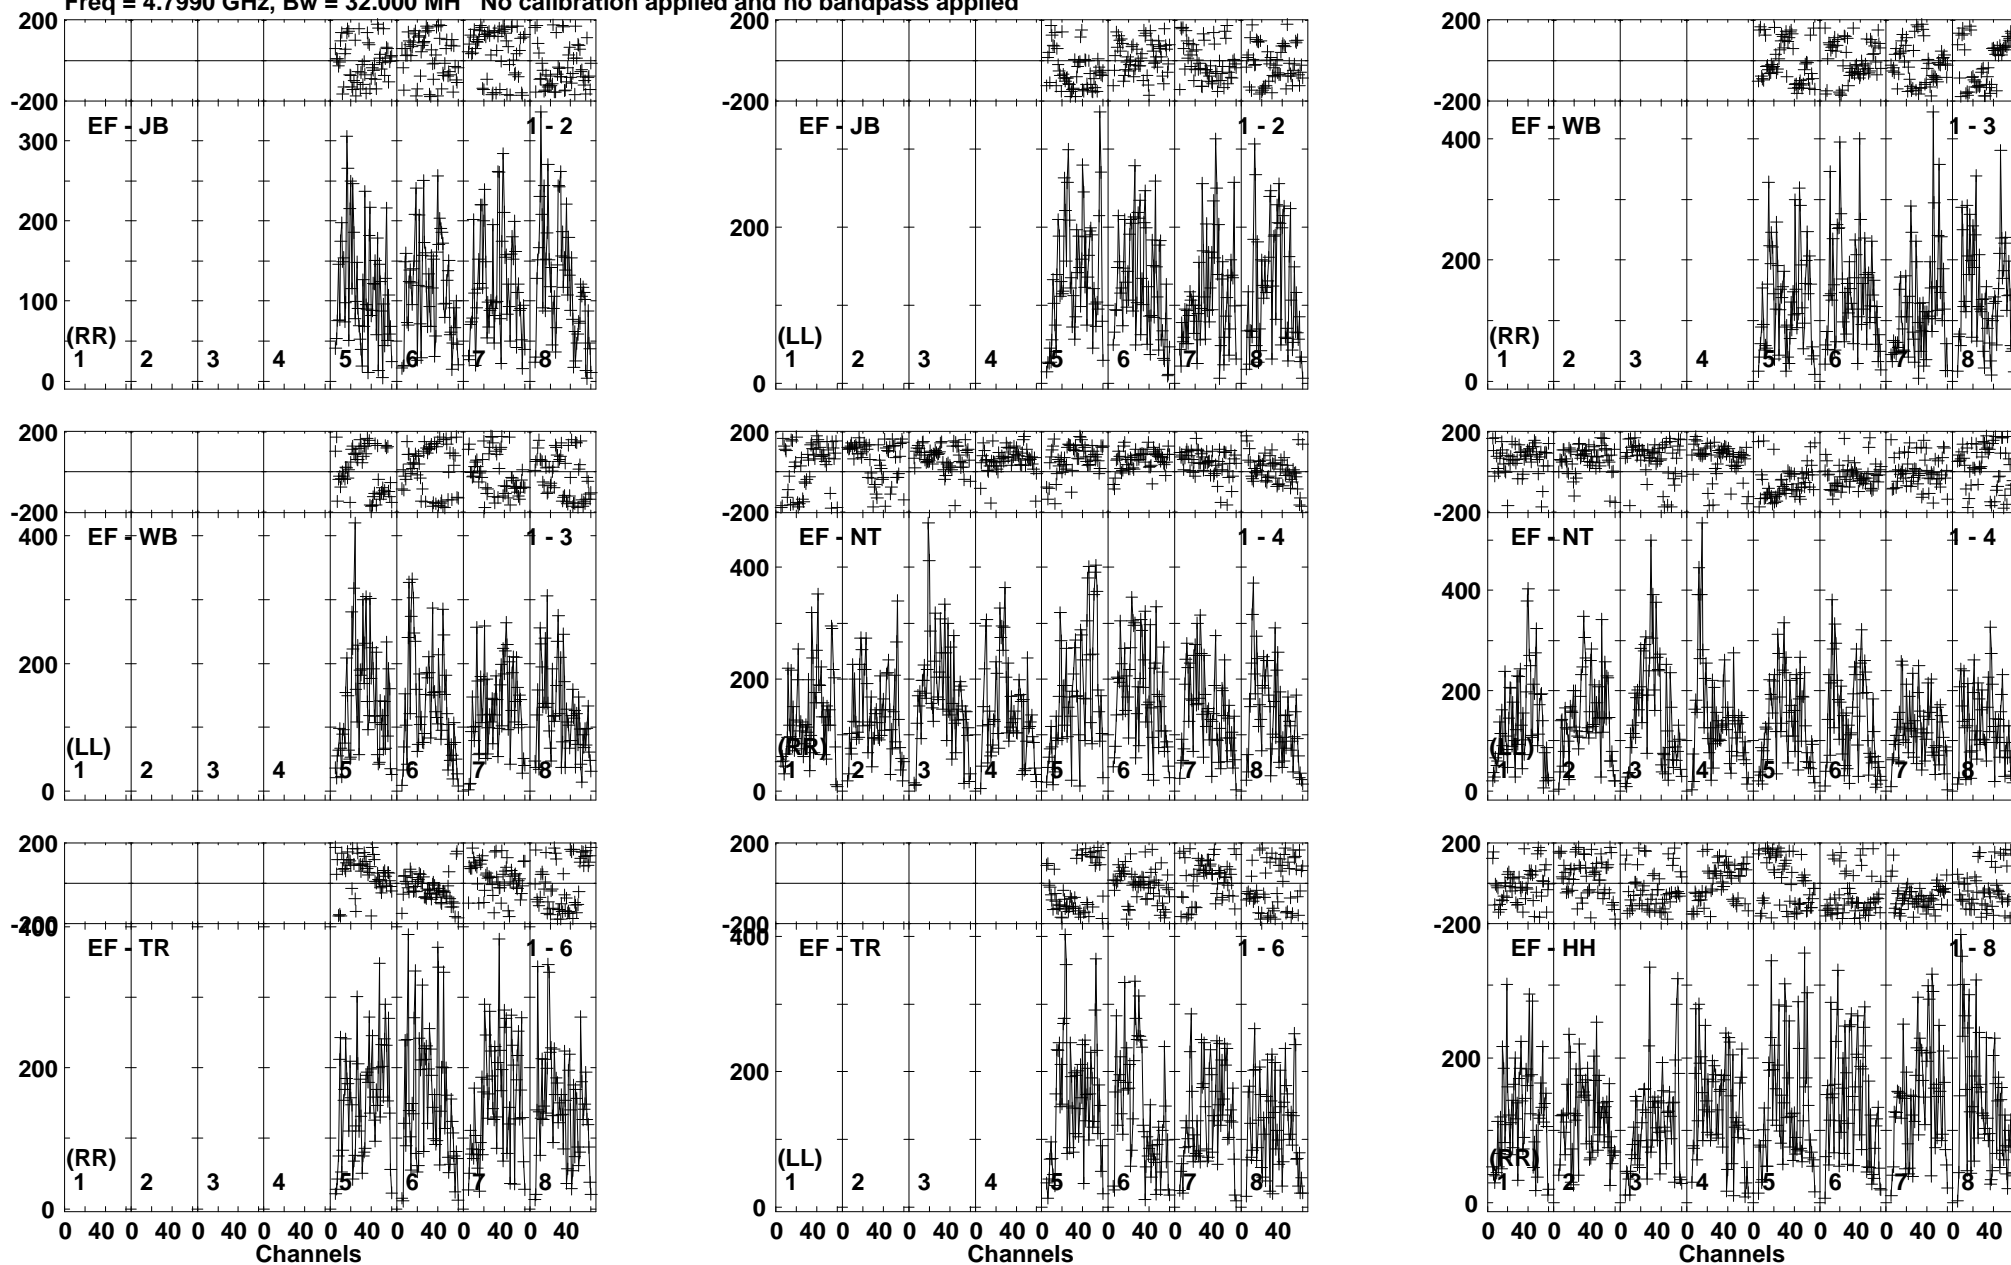 Freq = 4.7990 GHz, Bw = 32.000 MH No calibration applied and no bandpass applied
200 200 200
-200 -200 -200
EF - JB 1 - 2 EF - JB 1 - 2 EF - WB 1 - 3
300 400
200 200
200
100
(RR) (LL) (RR)
1 2 3 4 5 6 7 8 1 2 3 4 5 6 7 8 1 2 3 4 5 6 7 8
0 0 0
200 200 200
-200 -200 -200
EF - WB 1 - 3 EF - NT 1 - 4 EF - NT 1 - 4
400 400 400
200 200 200
(LL) (RR) (LL)
1 2 3 4 5 6 7 8 1 2 3 4 5 6 7 8 1 2 3 4 5 6 7 8
0 0 0
200 200 200
-200 -200 -200
400 400
EF - TR 1 - 6 EF - TR 1 - 6 EF - HH 1 - 8
200 200 200
(RR) (LL) (RR)
1 2 3 4 5 6 7 8 1 2 3 4 5 6 7 8 1 2 3 4 5 6 7 8
0 0 0
0 40 0 40 0 40 0 40 0 40 0 40 0 40 0 40 0 40 0 40 0 40 0 40 0 40 0 40 0 40 0 40 0 40 0 40 0 40 0 40 0 40 0 40 0 40 0 40
Channels Channels Channels